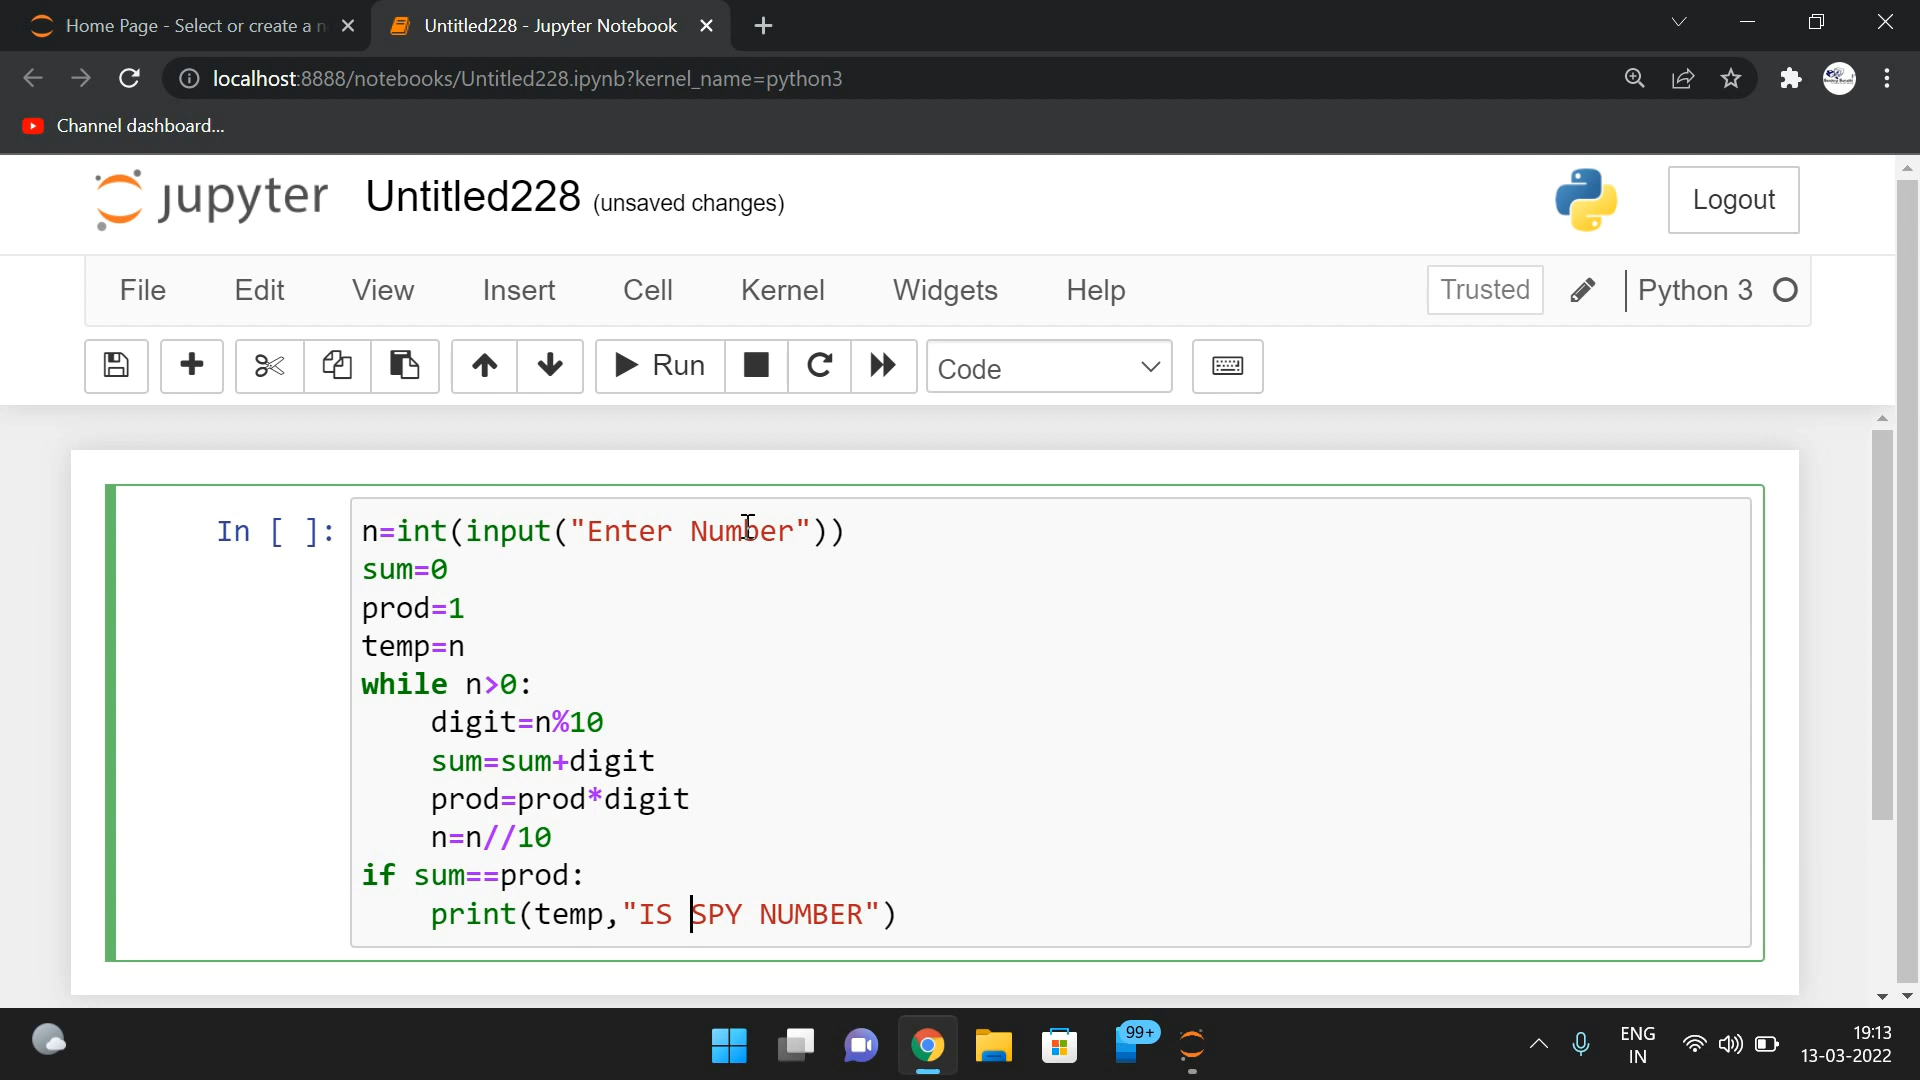 Home Page - Select or create a n
Untitled228 - Jupyter Notebook
localhost:8888/notebooks/Untitled228.ipynb?kernel_name=python3
Channel dashboard...
jupyter Untitled228 (unsaved changes)
Logout
File Edit View Insert Cell Kernel Widgets Help
Trusted Python 3
Run Code
In [ ]: n=int(input("Enter Number"))
sum=0
prod=1
temp=n
while n>0:
    digit=n%10
    sum=sum+digit
    prod=prod*digit
    n=n//10
if sum==prod:
    print(temp,"IS SPY NUMBER")
99+
ENG
IN
19:13
13-03-2022